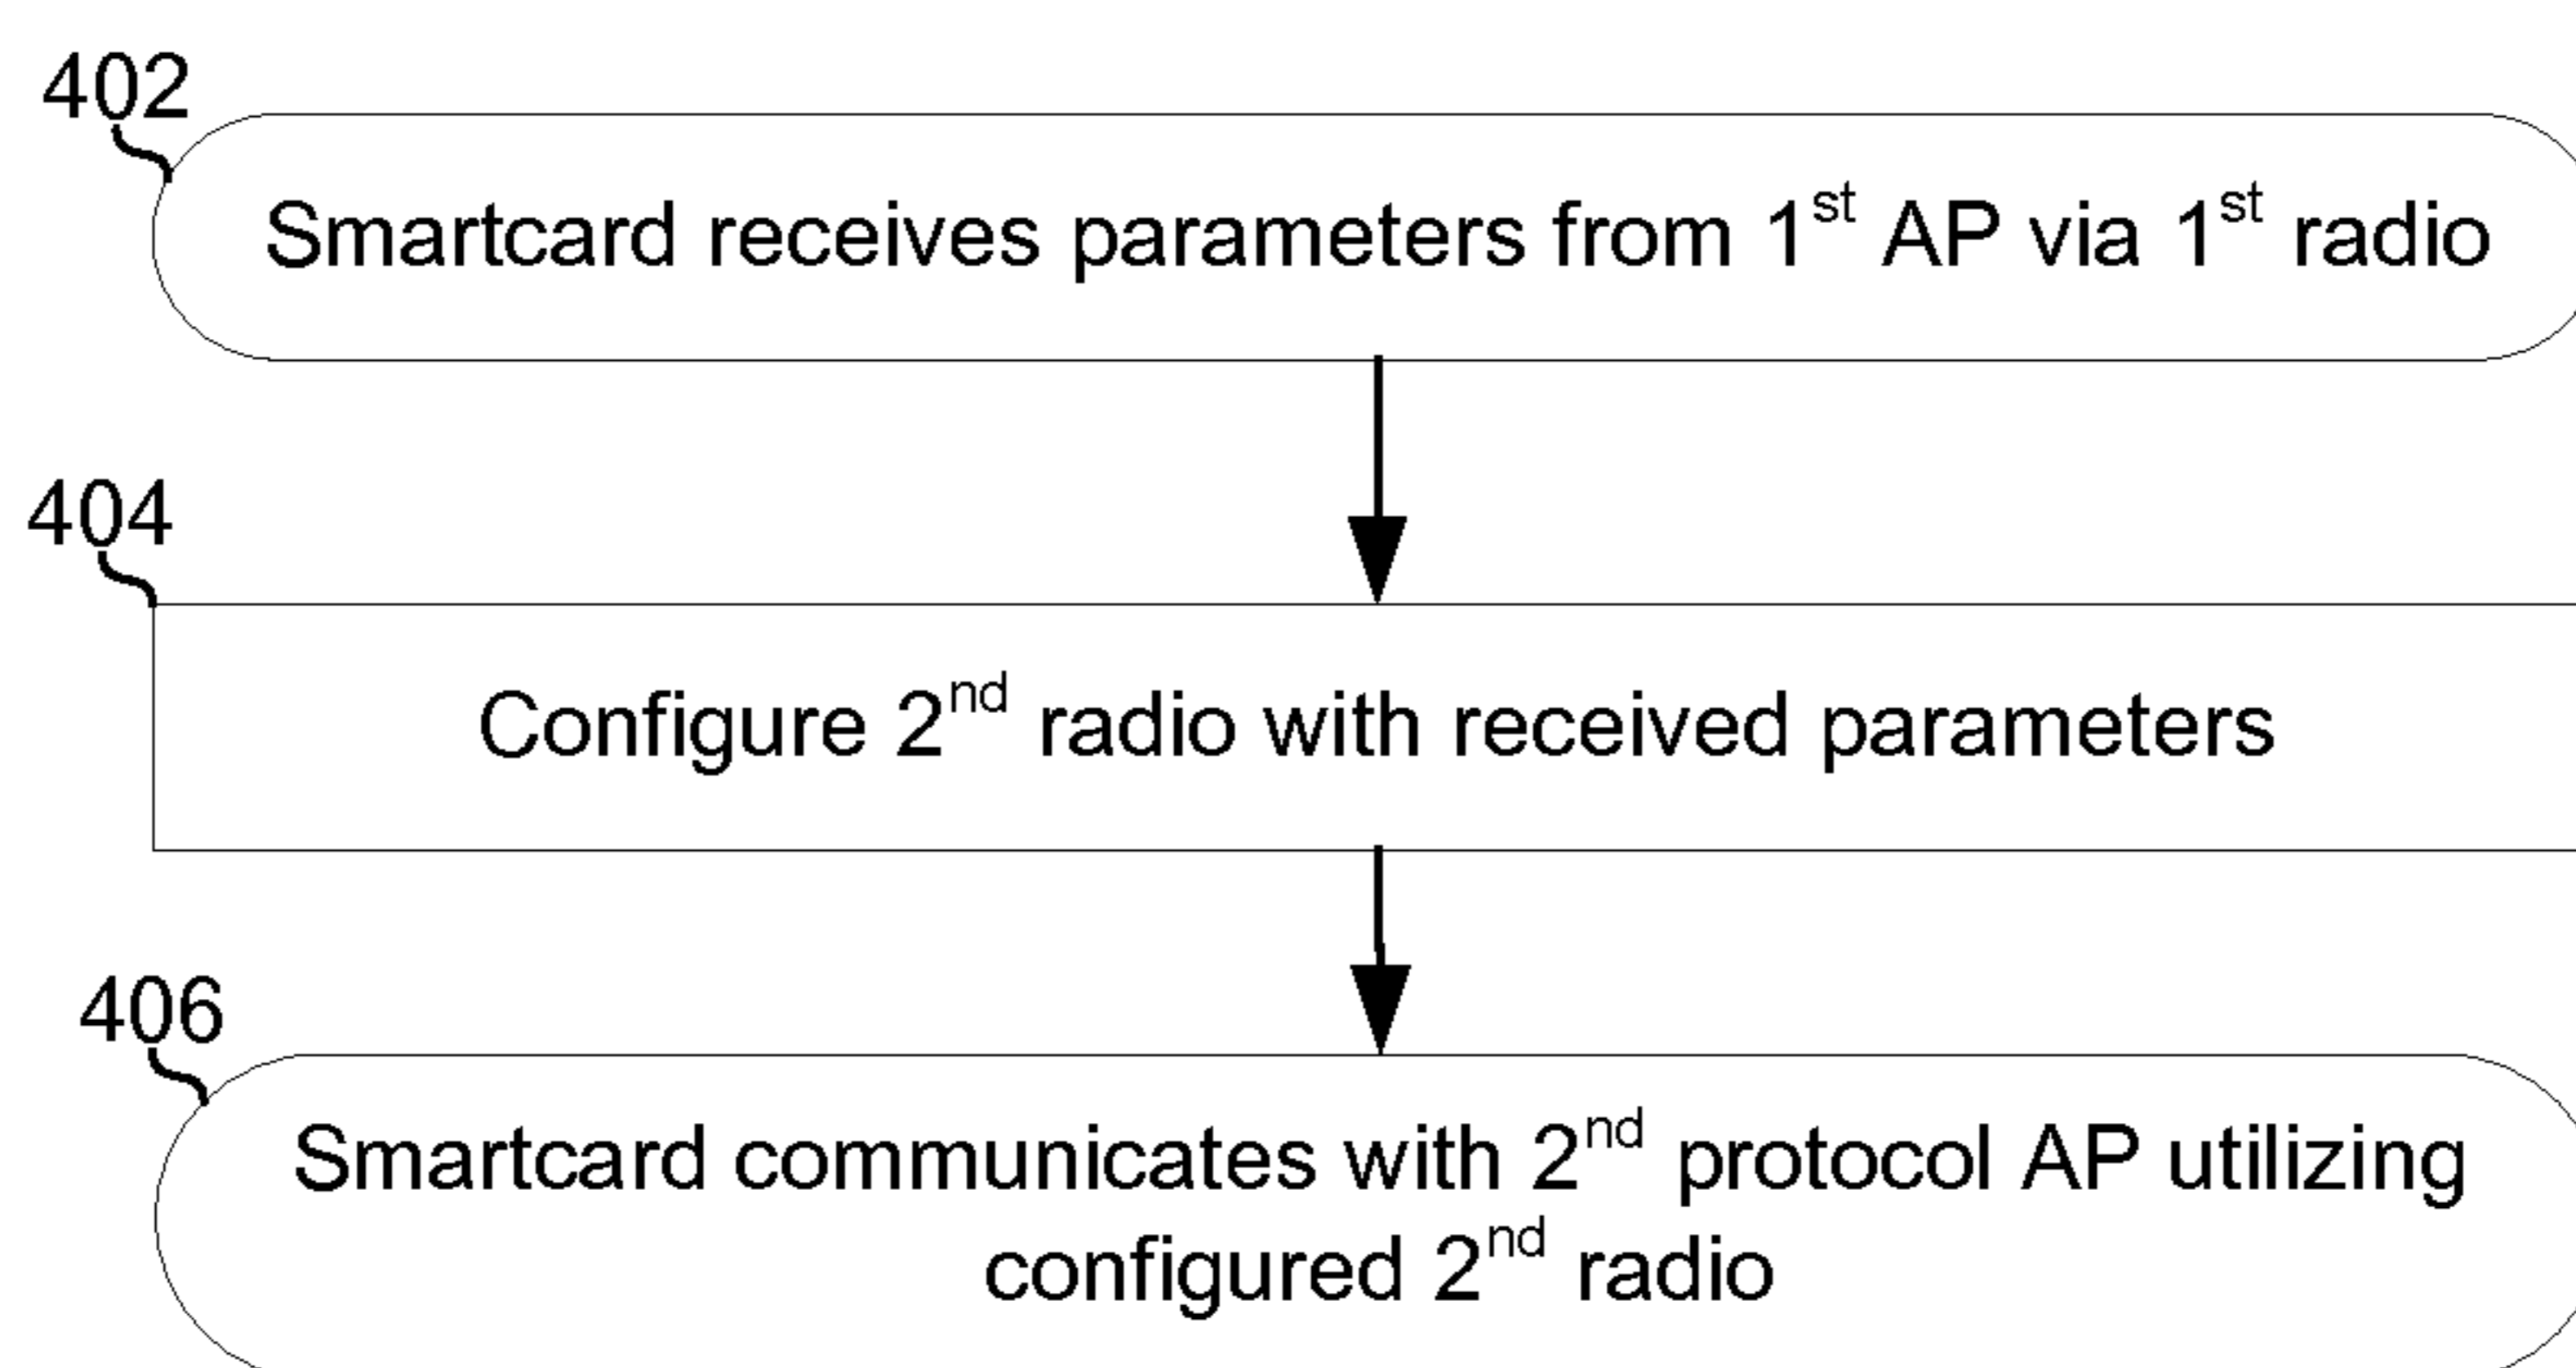 402
Smartcard receives parameters from 1st AP via 1st radio
404
Configure 2nd radio with received parameters
406
Smartcard communicates with 2nd protocol AP utilizing
configured 2nd radio